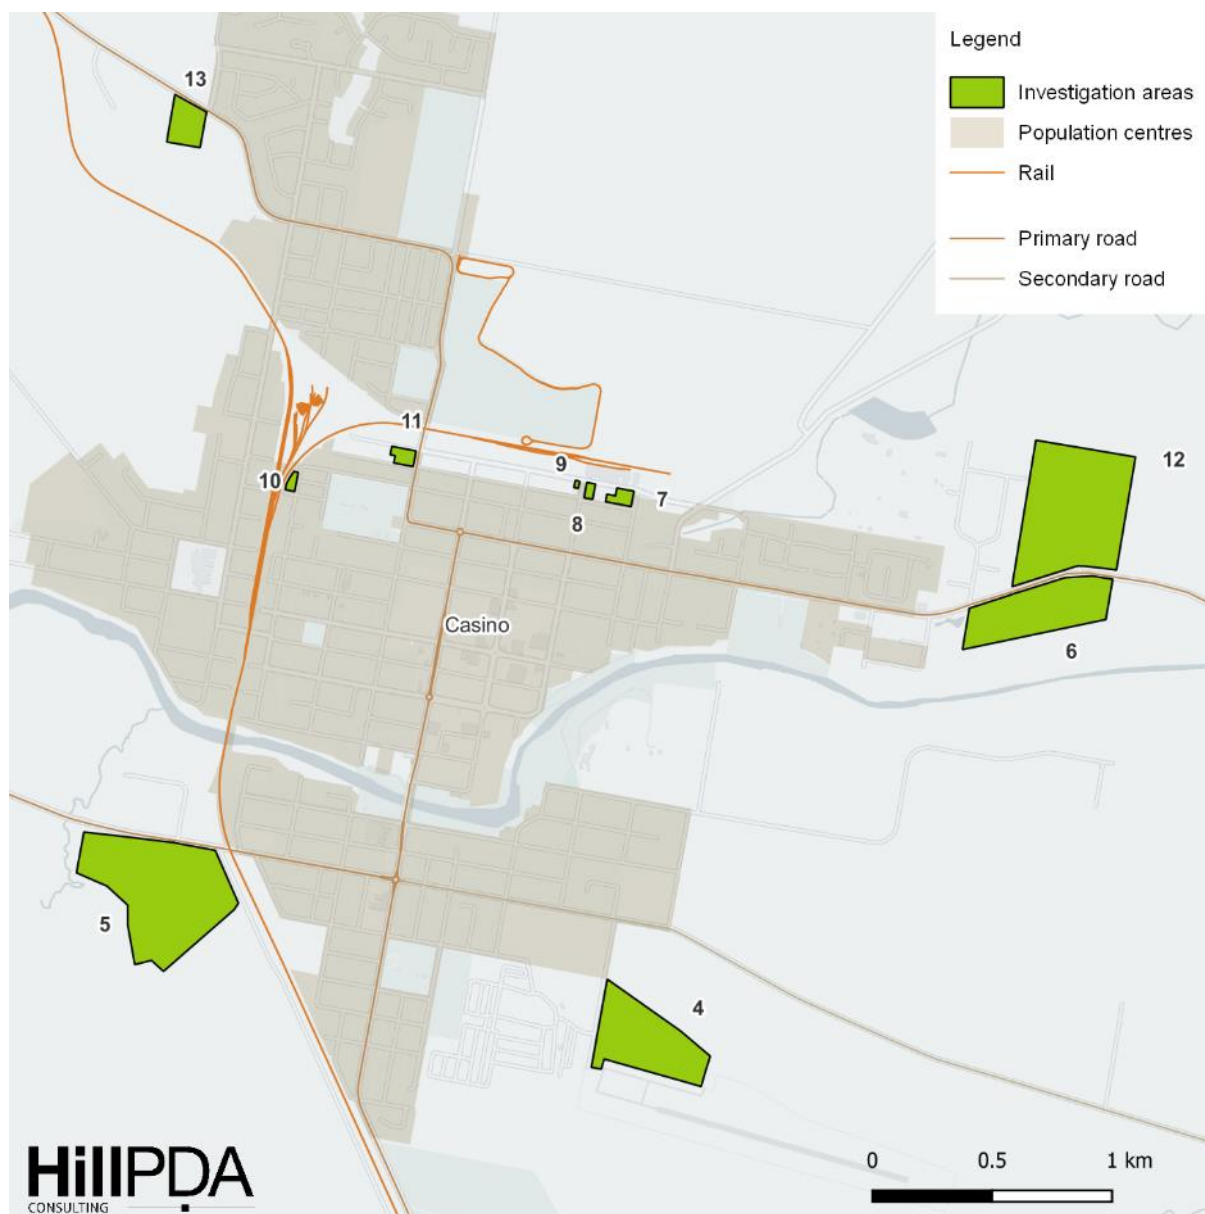 Legend
Investigation areas
Population centres
Rail
Primary road
Secondary road
13
11
9
10
7
8
12
Casino
6
5
4
HillPDA
CONSULTING
0 0.5 1 km